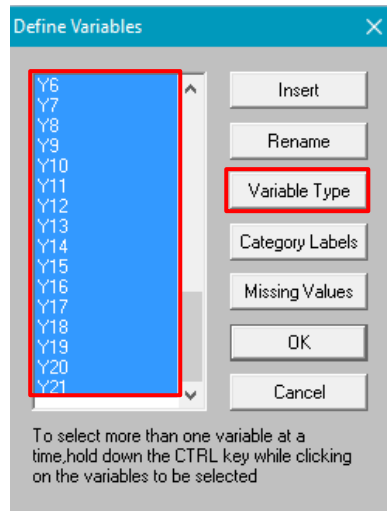 Define Variables
Y6
Y7
Y8
Y9
Y10
Y11
Y12
Y13
Y14
Y15
Y16
Y17
Y18
Y19
Y20
Y21
Insert
Rename
Variable Type
Category Labels
Missing Values
OK
Cancel
To select more than one variable at a
time,hold down the CTRL key while clicking
on the variables to be selected